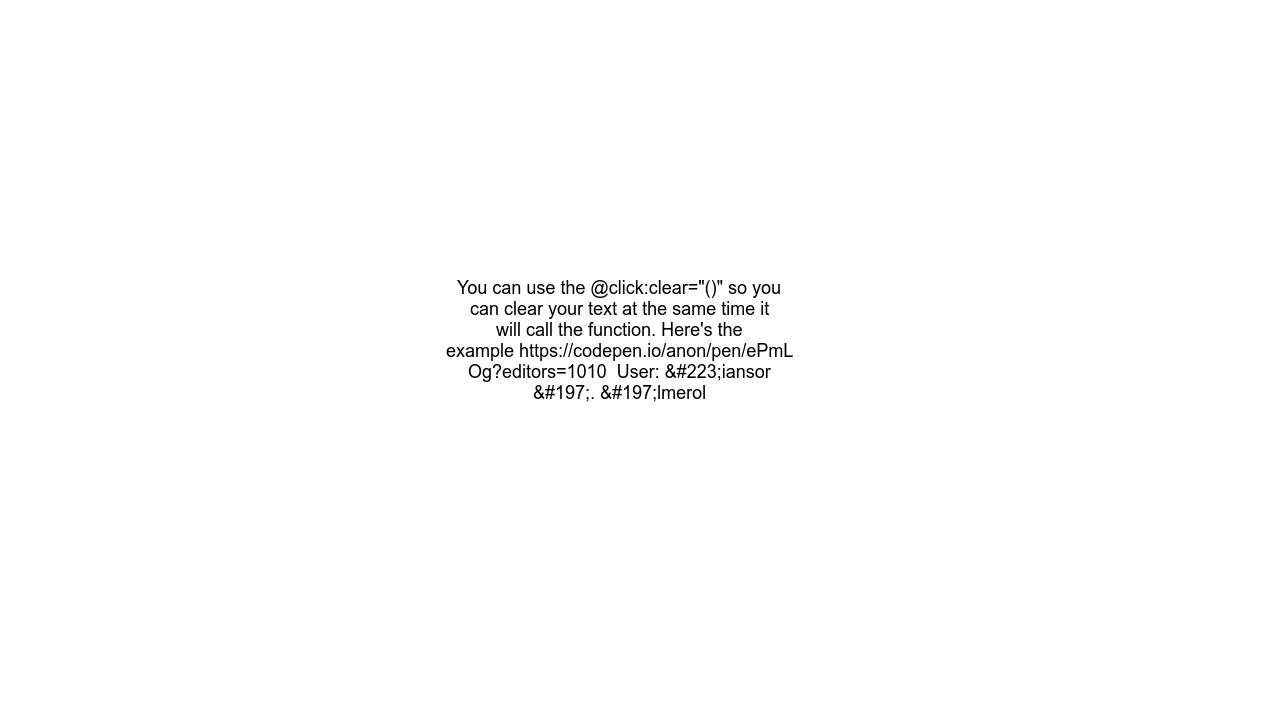 You can use the @click:clear="()" so you
can clear your text at the same time it
will call the function. Here's the
example https://codepen.io/anon/pen/ePmL
Og?editors=1010  User: &#223;iansor
&#197;. &#197;lmerol